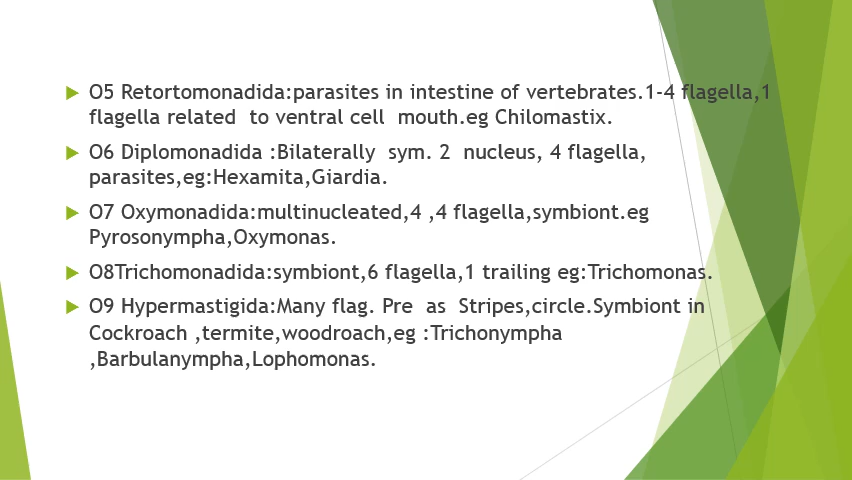 O5 Retortomonadida:parasites in intestine of vertebrates.1-4 flagella,1
flagella related  to ventral cell  mouth.eg Chilomastix.
O6 Diplomonadida :Bilaterally  sym. 2  nucleus, 4 flagella,
parasites,eg:Hexamita,Giardia.
O7 Oxymonadida:multinucleated,4 ,4 flagella,symbiont.eg
Pyrosonympha,Oxymonas.
O8Trichomonadida:symbiont,6 flagella,1 trailing eg:Trichomonas.
O9 Hypermastigida:Many flag. Pre  as  Stripes,circle.Symbiont in
Cockroach ,termite,woodroach,eg :Trichonympha
,Barbulanympha,Lophomonas.